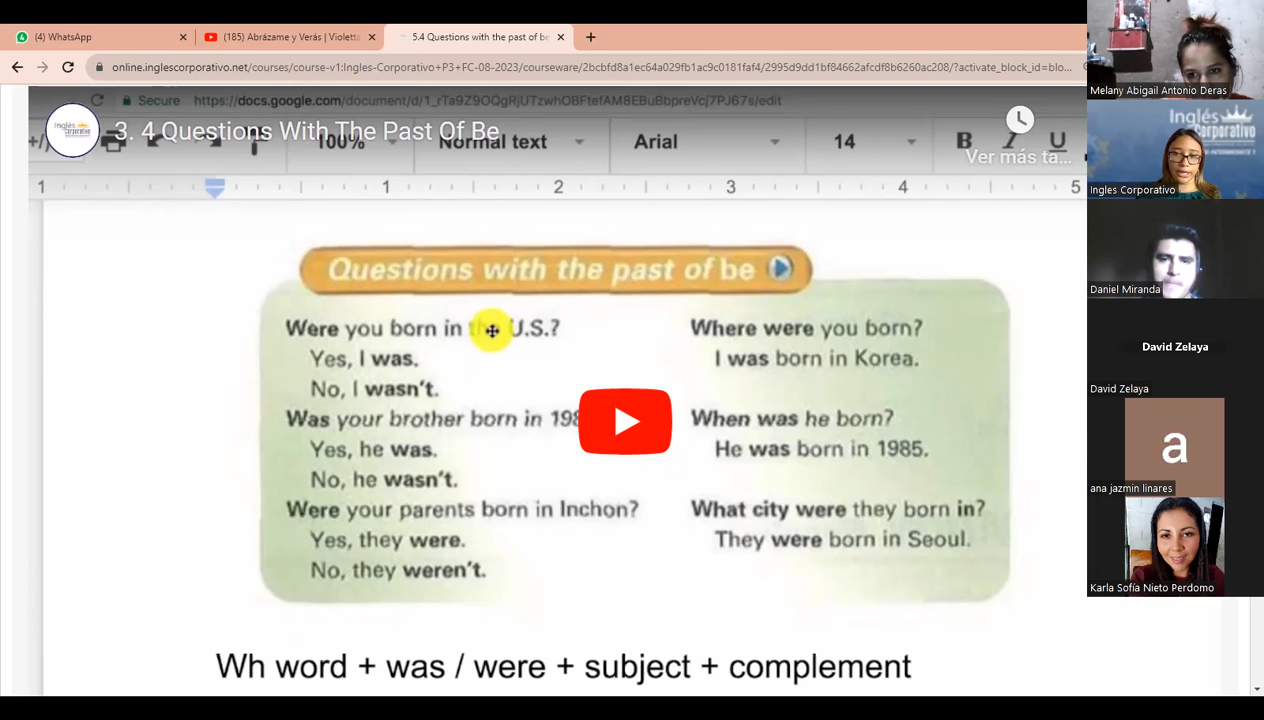 (4) WhatsApp
(185) Abrázame y Verás | Violetta
5.4 Questions with the past of be
online.inglescorporativo.net/courses/course-v1:Ingles-Corporativo+P3+FC-08-2023/courseware/2bcbfd8a1ec64a029fb1ac9c0181faf4/2995d9dd1bf84662afcdf8b6260ac208/?activate_block_id=blo...
Secure https://docs.google.com/document/d/1_rTa9Z9OQgRjUTzwhOBFtefAM8EBuBbpreVcj7PJ67s/edit
3. 4 Questions With The Past Of Be
100% Normal text Arial 14 B I U
Ver más ta...
1 1 2 3 4 5
Questions with the past of be
Were you born in the U.S.?
Yes, I was.
No, I wasn't.
Was your brother born in 198
Yes, he was.
No, he wasn't.
Were your parents born in Inchon?
Yes, they were.
No, they weren't.
Where were you born?
I was born in Korea.
When was he born?
He was born in 1985.
What city were they born in?
They were born in Seoul.
Wh word + was / were + subject + complement
Melany Abigail Antonio Deras
Inglés
Corporativo
Ingles Corporativo
Daniel Miranda
David Zelaya
David Zelaya
a
ana jazmin linares
Karla Sofía Nieto Perdomo